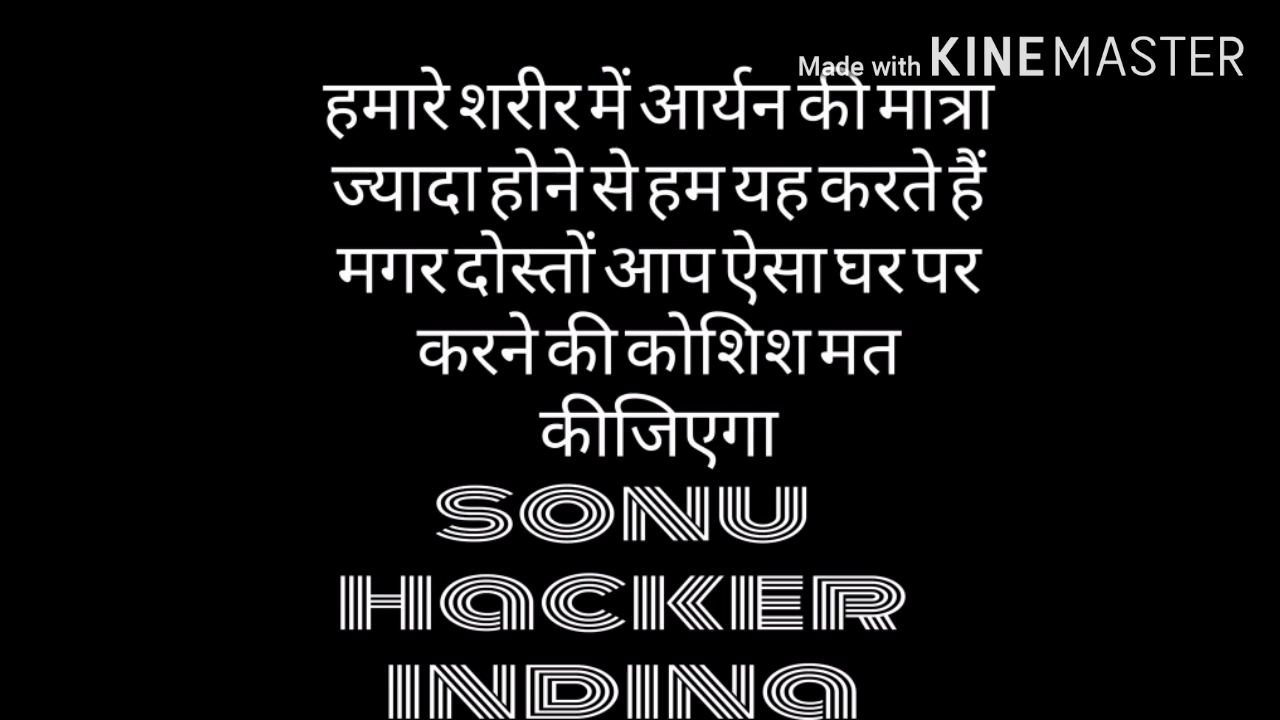 Made with KINEMASTER
हमारे शरीर में आर्यन की मात्रा
ज्यादा होने से हम यह करते हैं
मगर दोस्तों आप ऐसा घर पर
करने की कोशिश मत
कीजिएगा
SONU
HaCKER
INDINa